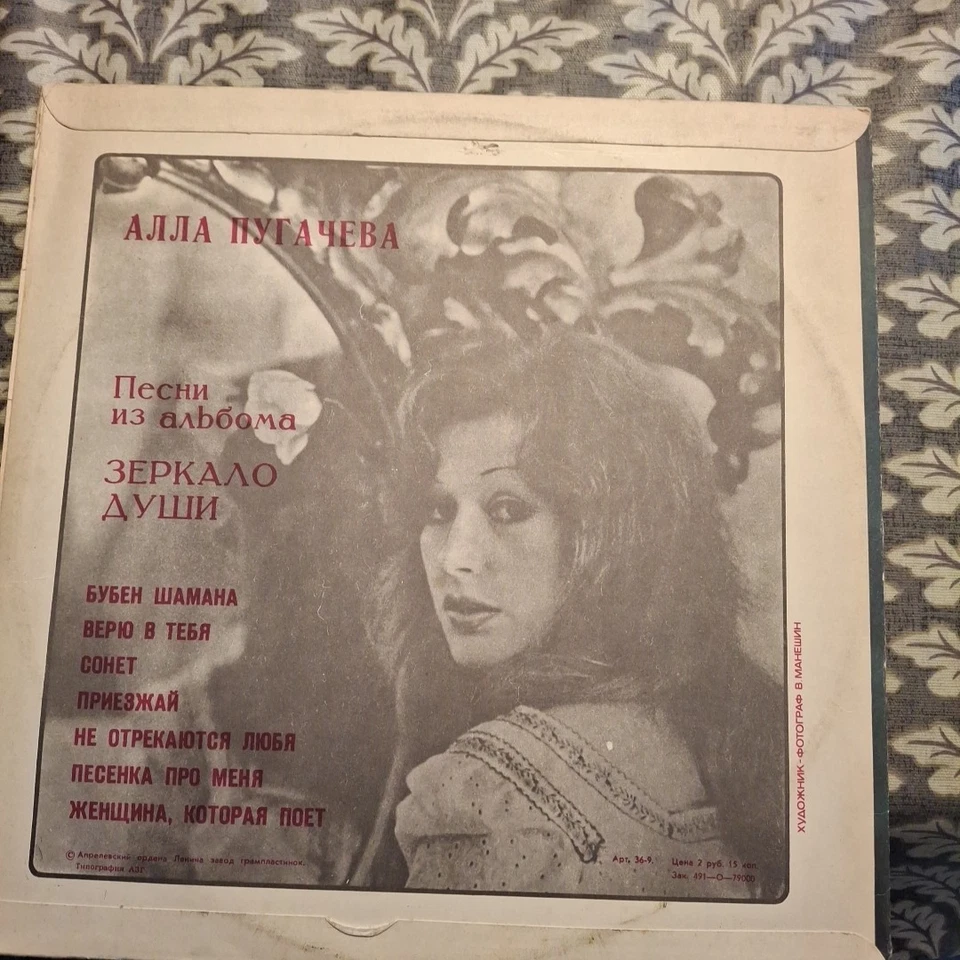 АЛЛА ПУГАЧЕВА
Песни
из альбома
ЗЕРКАЛО
ДУШИ
БУБЕН ШАМАНА
ВЕРЮ В ТЕБЯ
СОНЕТ
ПРИЕЗЖАЙ
НЕ ОТРЕКАЮТСЯ ЛЮБЯ
ПЕСЕНКА ПРО МЕНЯ
ЖЕНЩИНА, КОТОРАЯ ПОЕТ
© Апрелевский ордена Ленина завод грампластинок.
Типография АЗГ
Арт. 36-9. Цена 2 руб. 15 коп.
Зак. 491—О—79000
ХУДОЖНИК-ФОТОГРАФ В. МАНЕШИН